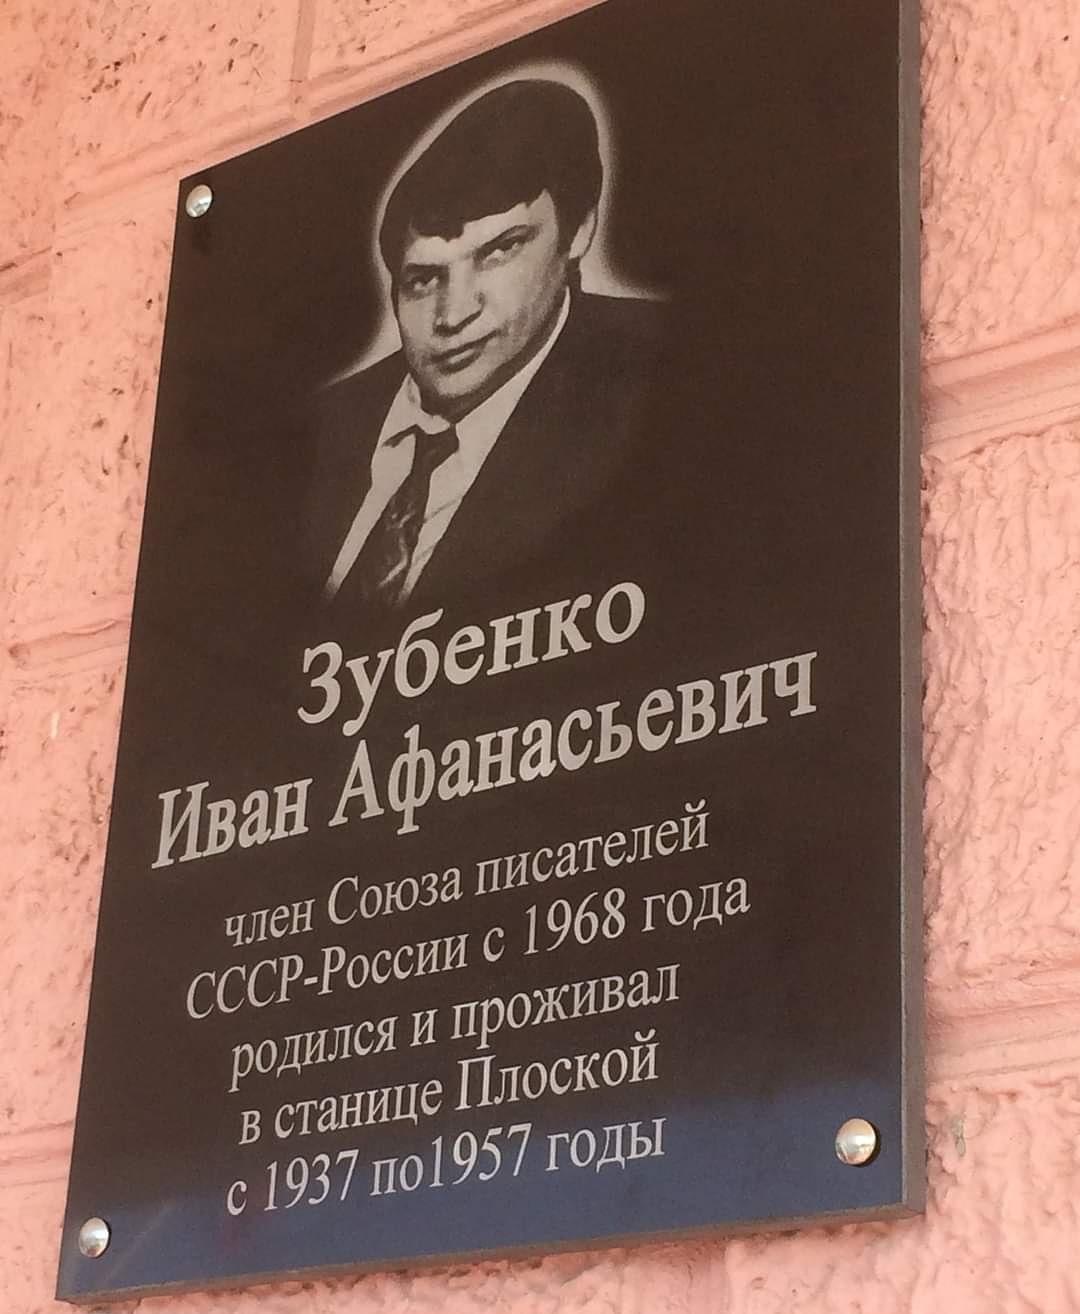 Зубенко
Иван Афанасьевич
член Союза писателей
СССР-России с 1968 года
родился и проживал
в станице Плоской
с 1937 по1957 годы